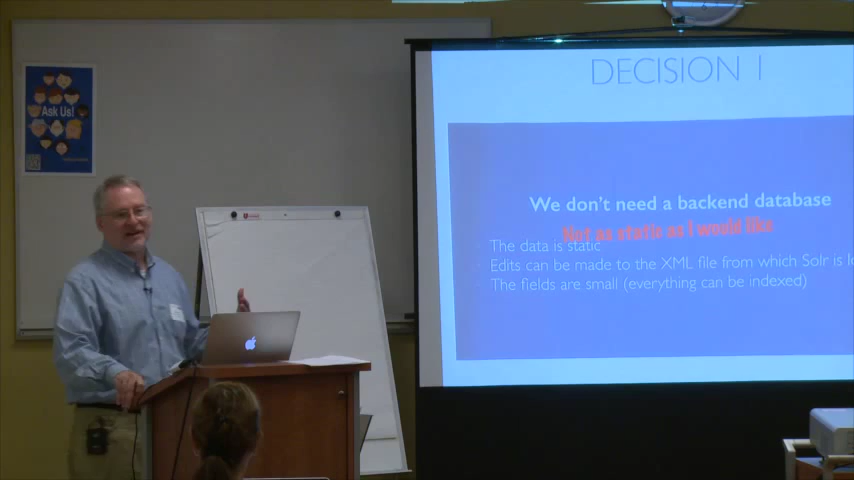 Ask Us!
DECISION 1
We don't need a backend database
Not as static as I would like
The data is static
Edits can be made to the XML file from which Solr is lo
The fields are small (everything can be indexed)